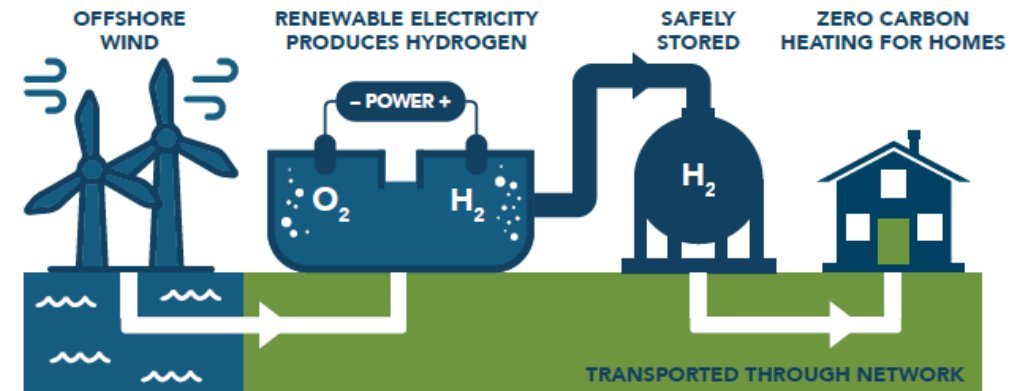 OFFSHORE
WIND
RENEWABLE ELECTRICITY
PRODUCES HYDROGEN
SAFELY
STORED
ZERO CARBON
HEATING FOR HOMES
– POWER +
O₂
H₂
H₂
TRANSPORTED THROUGH NETWORK